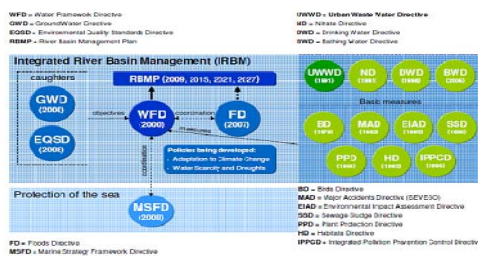 WFD = Water Framework Directive
GWD = GroundWater Directive
EQSD = Environmental Quality Standards Directive
RBMP = River Basin Management Plan
UWWD = Urban Waste Water Directive
ND = Nitrate Directive
DWD = Drinking Water Directive
BWD = Bathing Water Directive
Integrated River Basin Management (IRBM)
caughters
RBMP (2009, 2015, 2021, 2027)
GWD
(2006)
EQSD
(2008)
objectives
WFD
(2000)
coordination
FD
(2007)
measures
coordination
Policies being developed:
- Adaptation to Climate Change
- Water Scarcity and Droughts
UWWD
(1991)
ND
(1991)
DWD
(1998)
BWD
(2006)
Basic measures
BD
(1979)
MAD
EIAD
SSD
PPD
HD
IPPCD
Protection of the sea
MSFD
(2008)
BD = Birds Directive
MAD = Major Accidents Directive (SEVESO)
EIAD = Environmental Impact Assessment Directive
SSD = Sewage Sludge Directive
PPD = Plant Protection Directive
HD = Habitats Directive
IPPCD = Integrated Pollution Prevention Control Directiv
FD = Floods Directive
MSFD = Marine Strategy Framework Directive